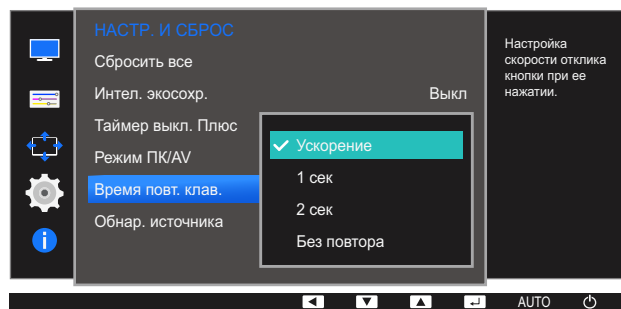 НАСТР. И СБРОС
Сбросить все
Интел. экосохр. Выкл
Таймер выкл. Плюс
Режим ПК/AV
Время повт. клав.
Обнар. источника
Ускорение
1 сек
2 сек
Без повтора
Настройка
скорости отклика
кнопки при ее
нажатии.
AUTO